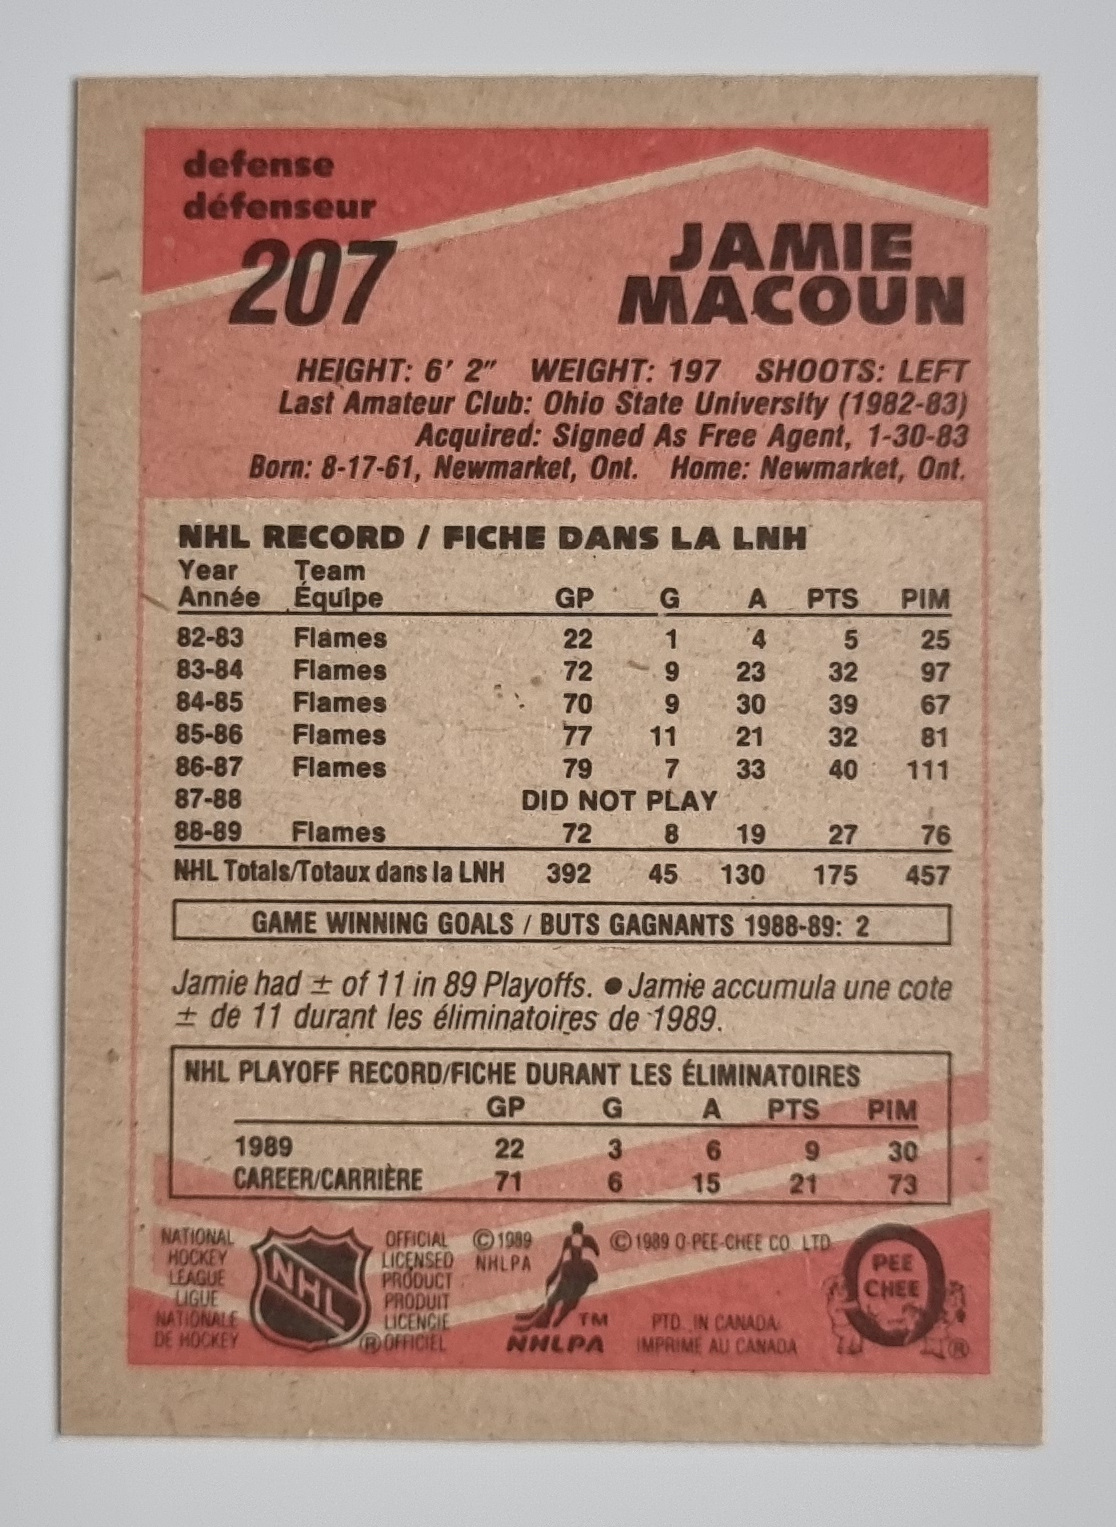 defense
défenseur
207
JAMIE
MACOUN
HEIGHT: 6' 2" WEIGHT: 197 SHOOTS: LEFT
Last Amateur Club: Ohio State University (1982-83)
Acquired: Signed As Free Agent, 1-30-83
Born: 8-17-61, Newmarket, Ont. Home: Newmarket, Ont.
NHL RECORD / FICHE DANS LA LNH
Year Team
Année Équipe GP G A PTS PIM
82-83 Flames 22 1 4 5 25
83-84 Flames 72 9 23 32 97
84-85 Flames 70 9 30 39 67
85-86 Flames 77 11 21 32 81
86-87 Flames 79 7 33 40 111
87-88 DID NOT PLAY
88-89 Flames 72 8 19 27 76
NHL Totals/Totaux dans la LNH 392 45 130 175 457
GAME WINNING GOALS / BUTS GAGNANTS 1988-89: 2
Jamie had ± of 11 in 89 Playoffs. ● Jamie accumula une cote
± de 11 durant les éliminatoires de 1989.
NHL PLAYOFF RECORD/FICHE DURANT LES ÉLIMINATOIRES
GP G A PTS PIM
1989 22 3 6 9 30
CAREER/CARRIÈRE 71 6 15 21 73
NATIONAL
HOCKEY
LEAGUE
LIGUE
NATIONALE
DE HOCKEY
NHL
OFFICIAL
LICENSED
PRODUCT
PRODUIT
LICENCIÉ
® OFFICIEL
© 1989
NHLPA
TM
NHLPA
© 1989 O-PEE-CHEE CO. LTD.
PTD. IN CANADA
IMPRIMÉ AU CANADA
O
PEE
CHEE
®